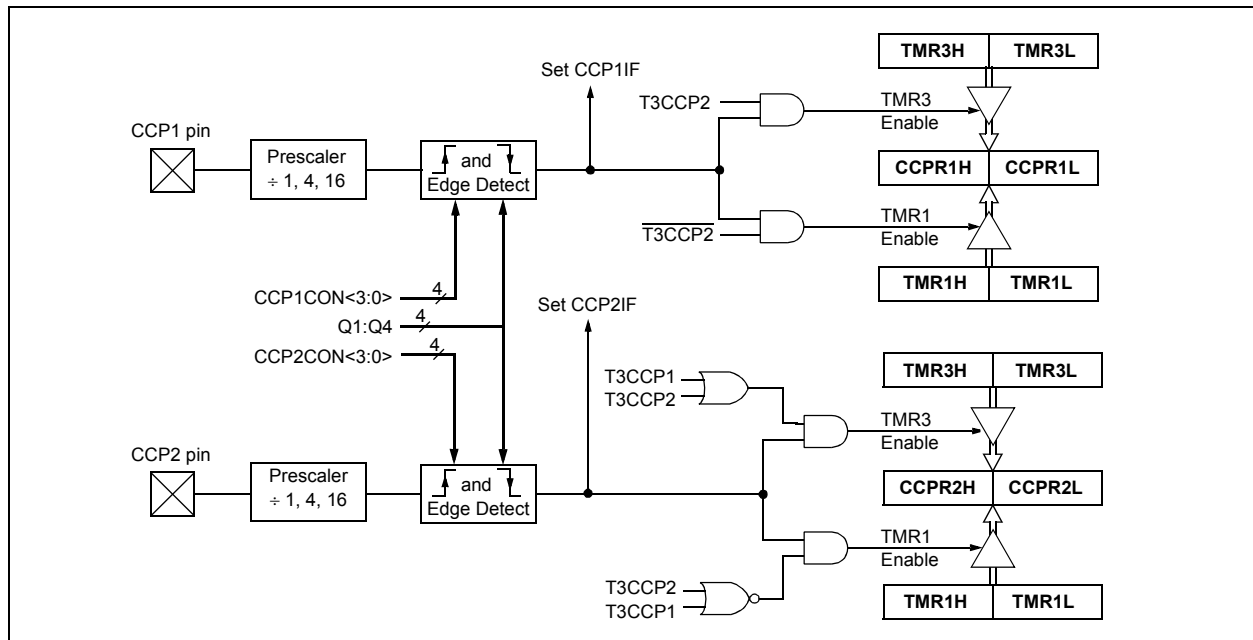 TMR3H TMR3L
Set CCP1IF
T3CCP2
TMR3
Enable
CCP1 pin
Prescaler
÷ 1, 4, 16
and
Edge Detect
CCPR1H CCPR1L
T3CCP2
TMR1
Enable
TMR1H TMR1L
CCP1CON<3:0> 4
Q1:Q4 4
CCP2CON<3:0> 4
Set CCP2IF
TMR3H TMR3L
T3CCP1
T3CCP2
TMR3
Enable
CCP2 pin
Prescaler
÷ 1, 4, 16
and
Edge Detect
CCPR2H CCPR2L
TMR1
Enable
T3CCP2
T3CCP1
TMR1H TMR1L